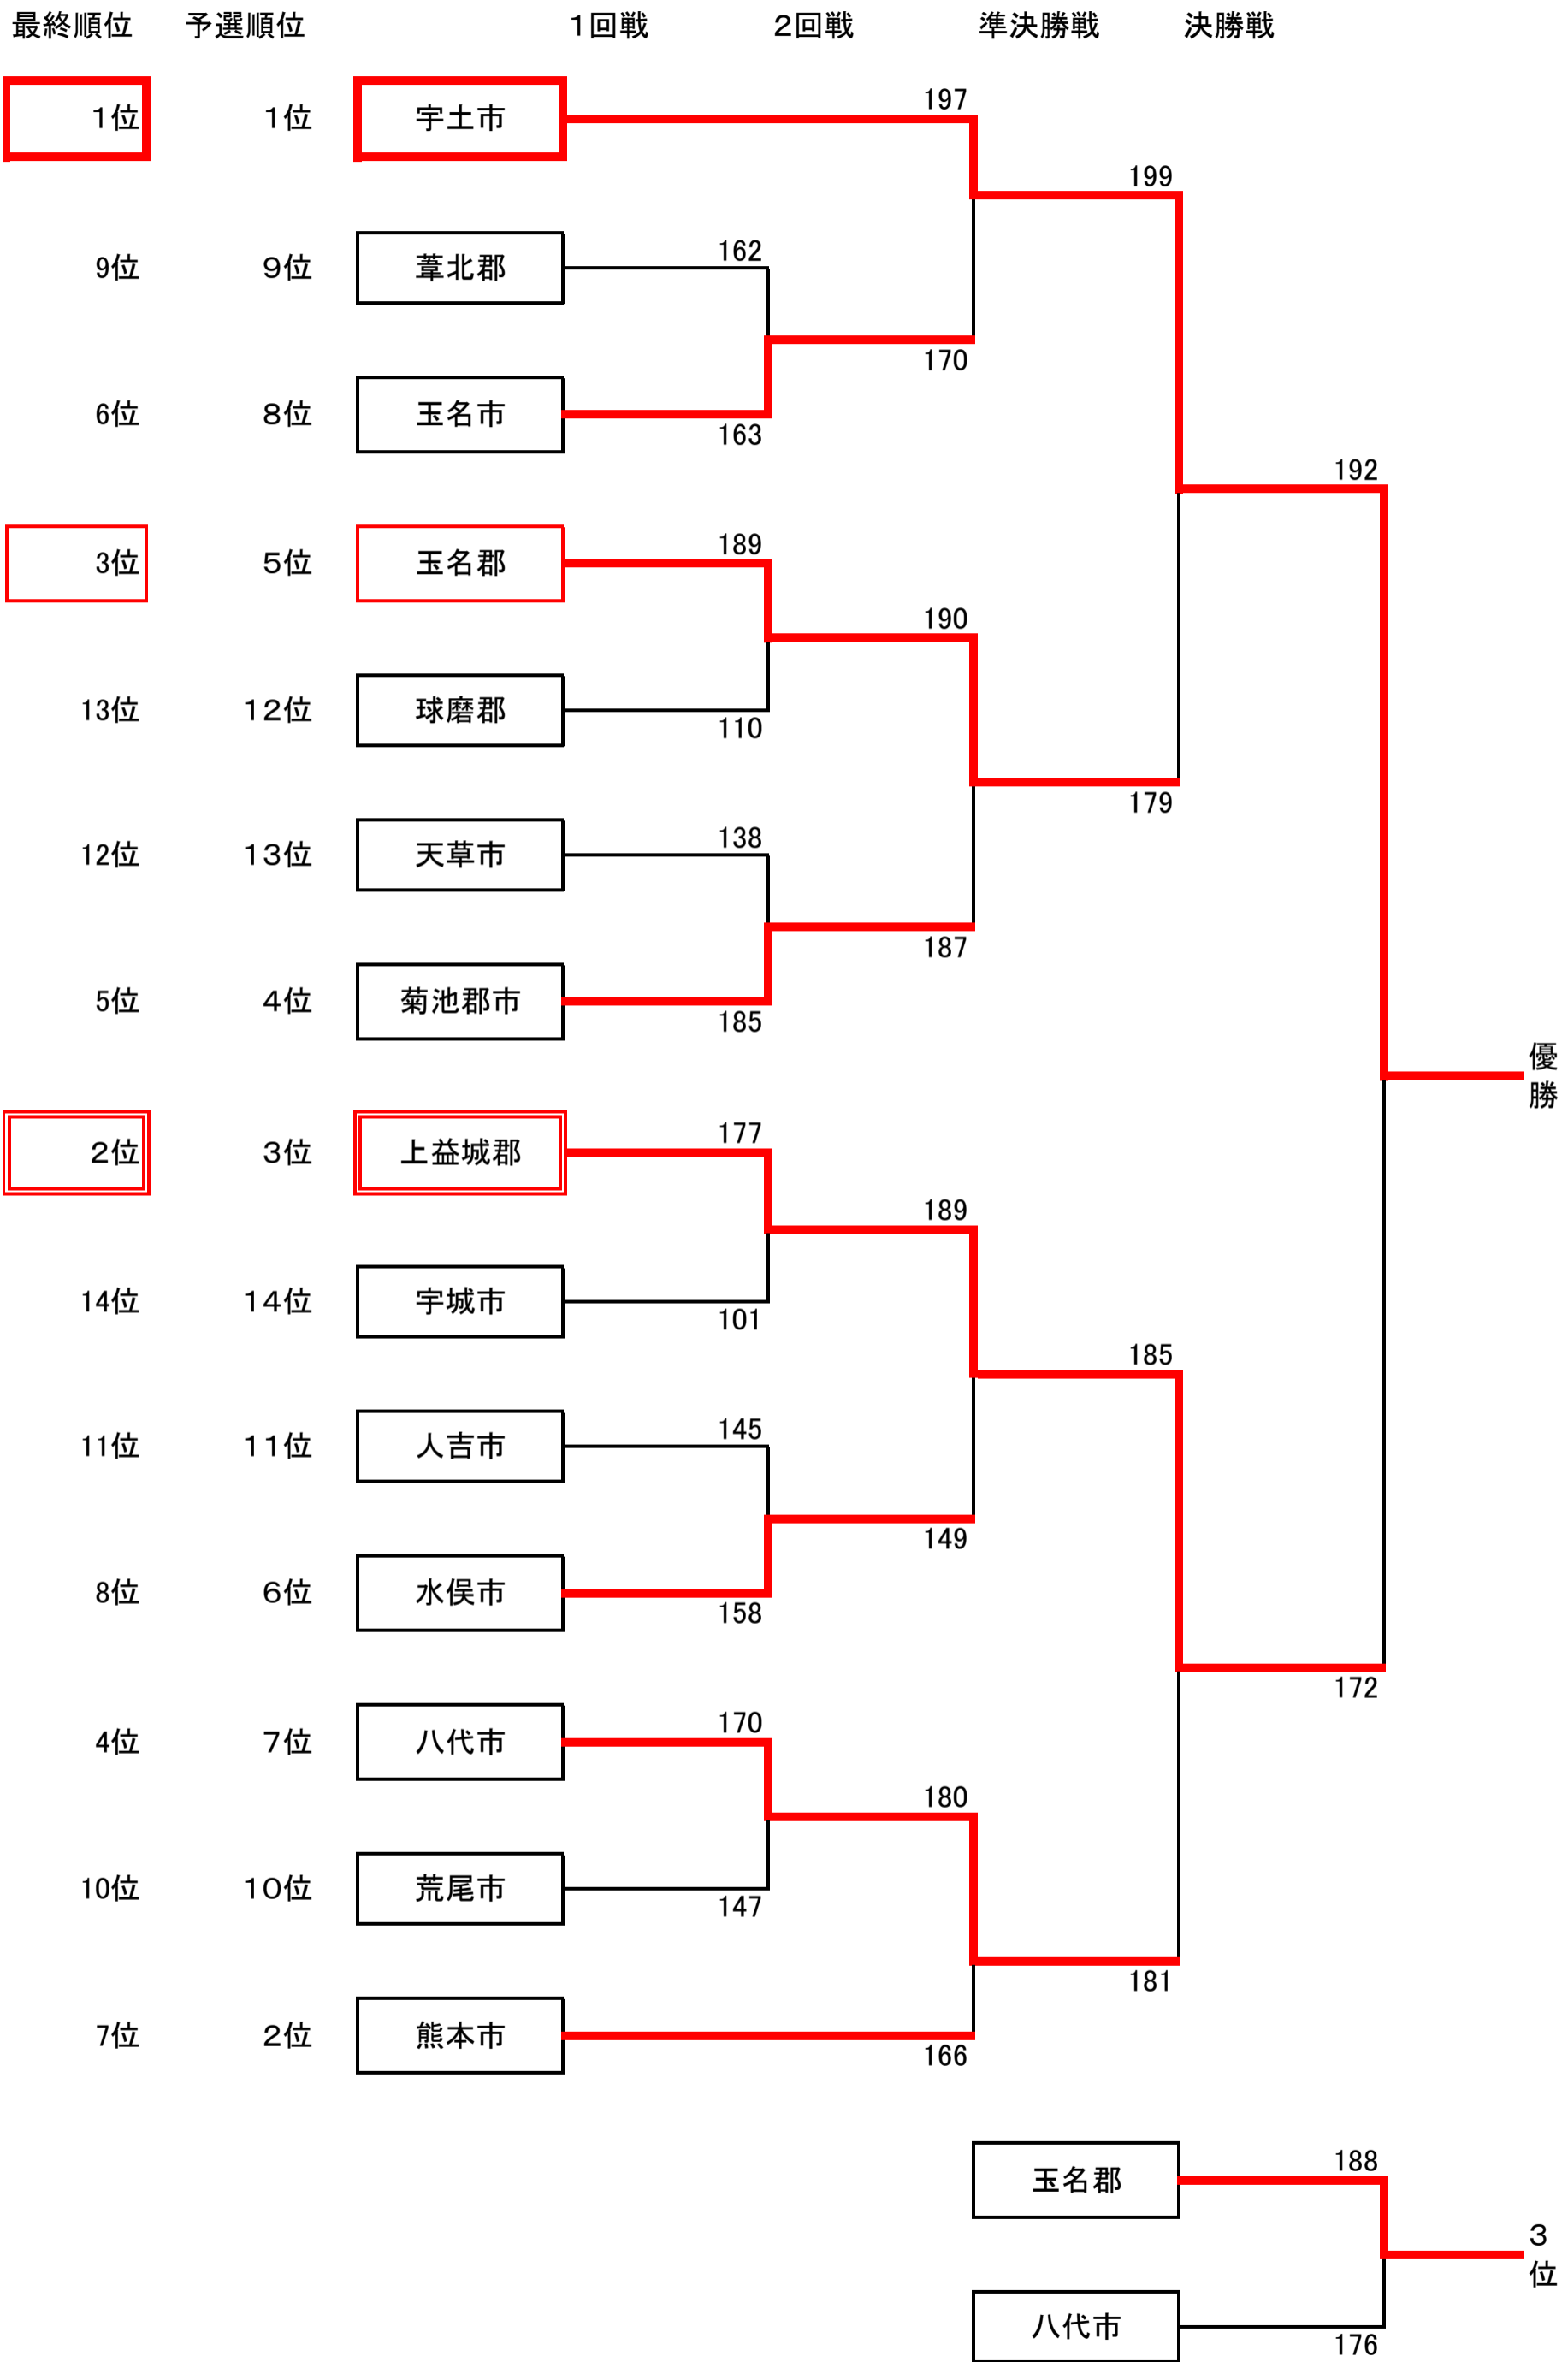 最終順位 予選順位 1回戦 2回戦 準決勝戦 決勝戦
197
1位 1位 宇土市
199
162
9位 9位 葦北郡
170
6位 8位 玉名市
163
192
189
3位 5位 玉名郡
190
13位 12位 球磨郡
110
179
138
12位 13位 天草市
187
5位 4位 菊池郡市
185
優勝
177
2位 3位 上益城郡
189
14位 14位 宇城市
101
185
145
11位 11位 人吉市
149
8位 6位 水俣市
158
172
170
4位 7位 八代市
180
10位 10位 荒尾市
147
181
7位 2位 熊本市
166
188
玉名郡
3位
八代市
176